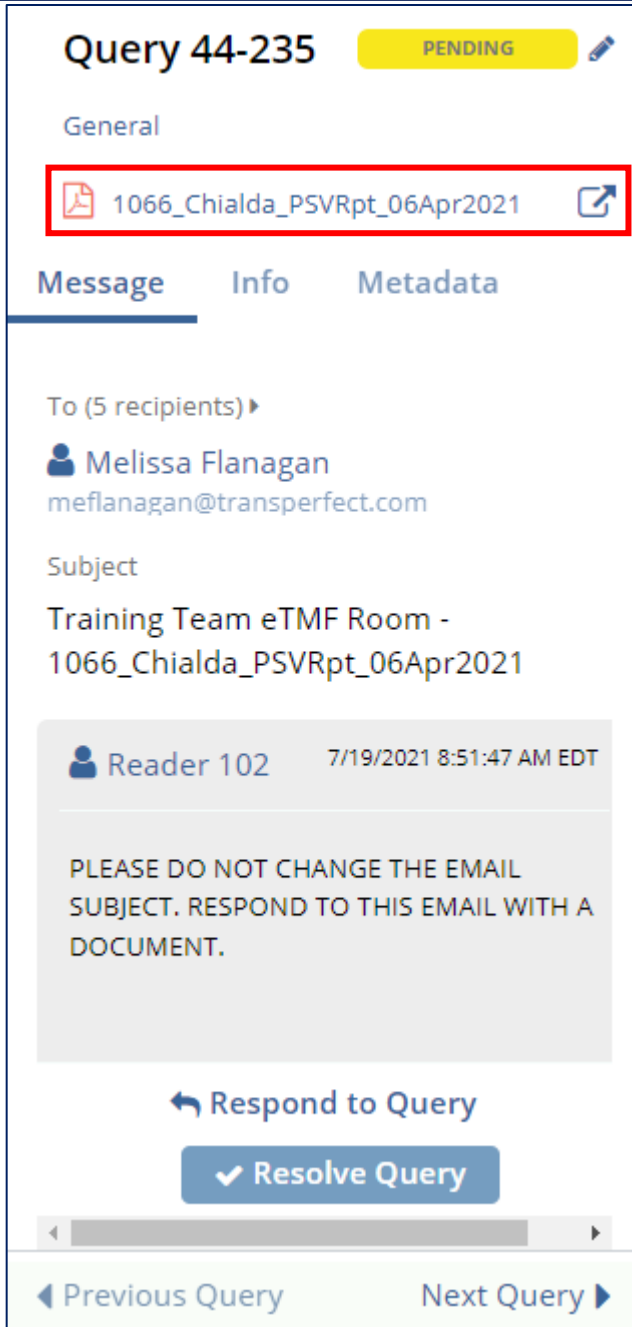 Query 44-235 PENDING
General
1066_Chialda_PSVRpt_06Apr2021
Message Info Metadata
To (5 recipients)
Melissa Flanagan
meflanagan@transperfect.com
Subject
Training Team eTMF Room -
1066_Chialda_PSVRpt_06Apr2021
Reader 102 7/19/2021 8:51:47 AM EDT
PLEASE DO NOT CHANGE THE EMAIL
SUBJECT. RESPOND TO THIS EMAIL WITH A
DOCUMENT.
Respond to Query
Resolve Query
Previous Query Next Query